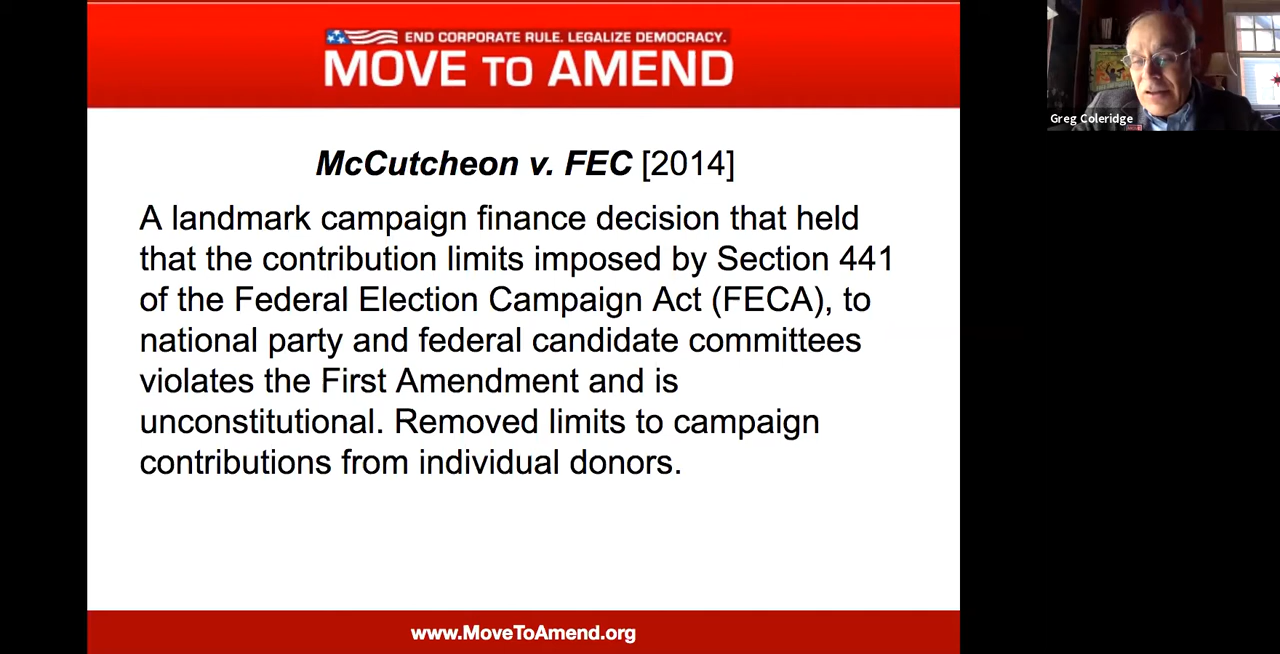 END CORPORATE RULE. LEGALIZE DEMOCRACY.
MOVE TO AMEND
McCutcheon v. FEC [2014]
A landmark campaign finance decision that held
that the contribution limits imposed by Section 441
of the Federal Election Campaign Act (FECA), to
national party and federal candidate committees
violates the First Amendment and is
unconstitutional. Removed limits to campaign
contributions from individual donors.
www.MoveToAmend.org
Greg Coleridge